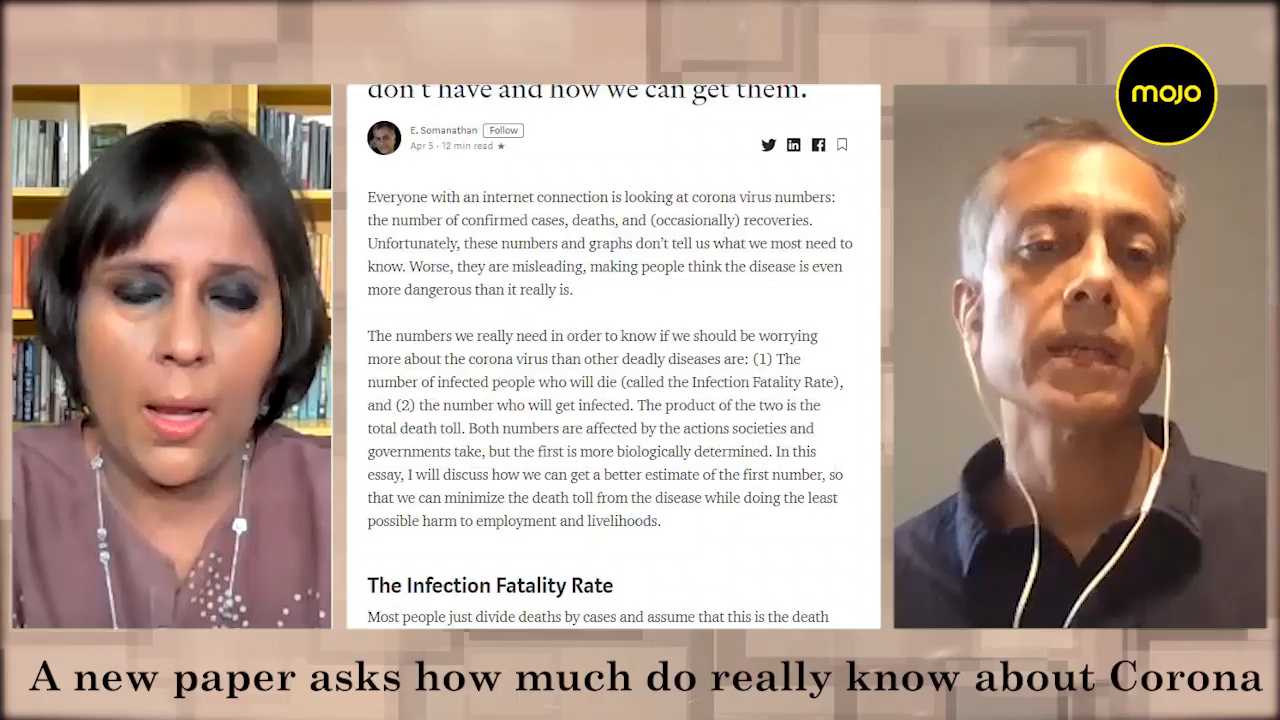 mojo
don't have and how we can get them.
E. Somanathan Follow
Apr 5 · 12 min read ★
Everyone with an internet connection is looking at corona virus numbers:
the number of confirmed cases, deaths, and (occasionally) recoveries.
Unfortunately, these numbers and graphs don't tell us what we most need to
know. Worse, they are misleading, making people think the disease is even
more dangerous than it really is.
The numbers we really need in order to know if we should be worrying
more about the corona virus than other deadly diseases are: (1) The
number of infected people who will die (called the Infection Fatality Rate),
and (2) the number who will get infected. The product of the two is the
total death toll. Both numbers are affected by the actions societies and
governments take, but the first is more biologically determined. In this
essay, I will discuss how we can get a better estimate of the first number, so
that we can minimize the death toll from the disease while doing the least
possible harm to employment and livelihoods.
The Infection Fatality Rate
Most people just divide deaths by cases and assume that this is the death
A new paper asks how much do really know about Corona